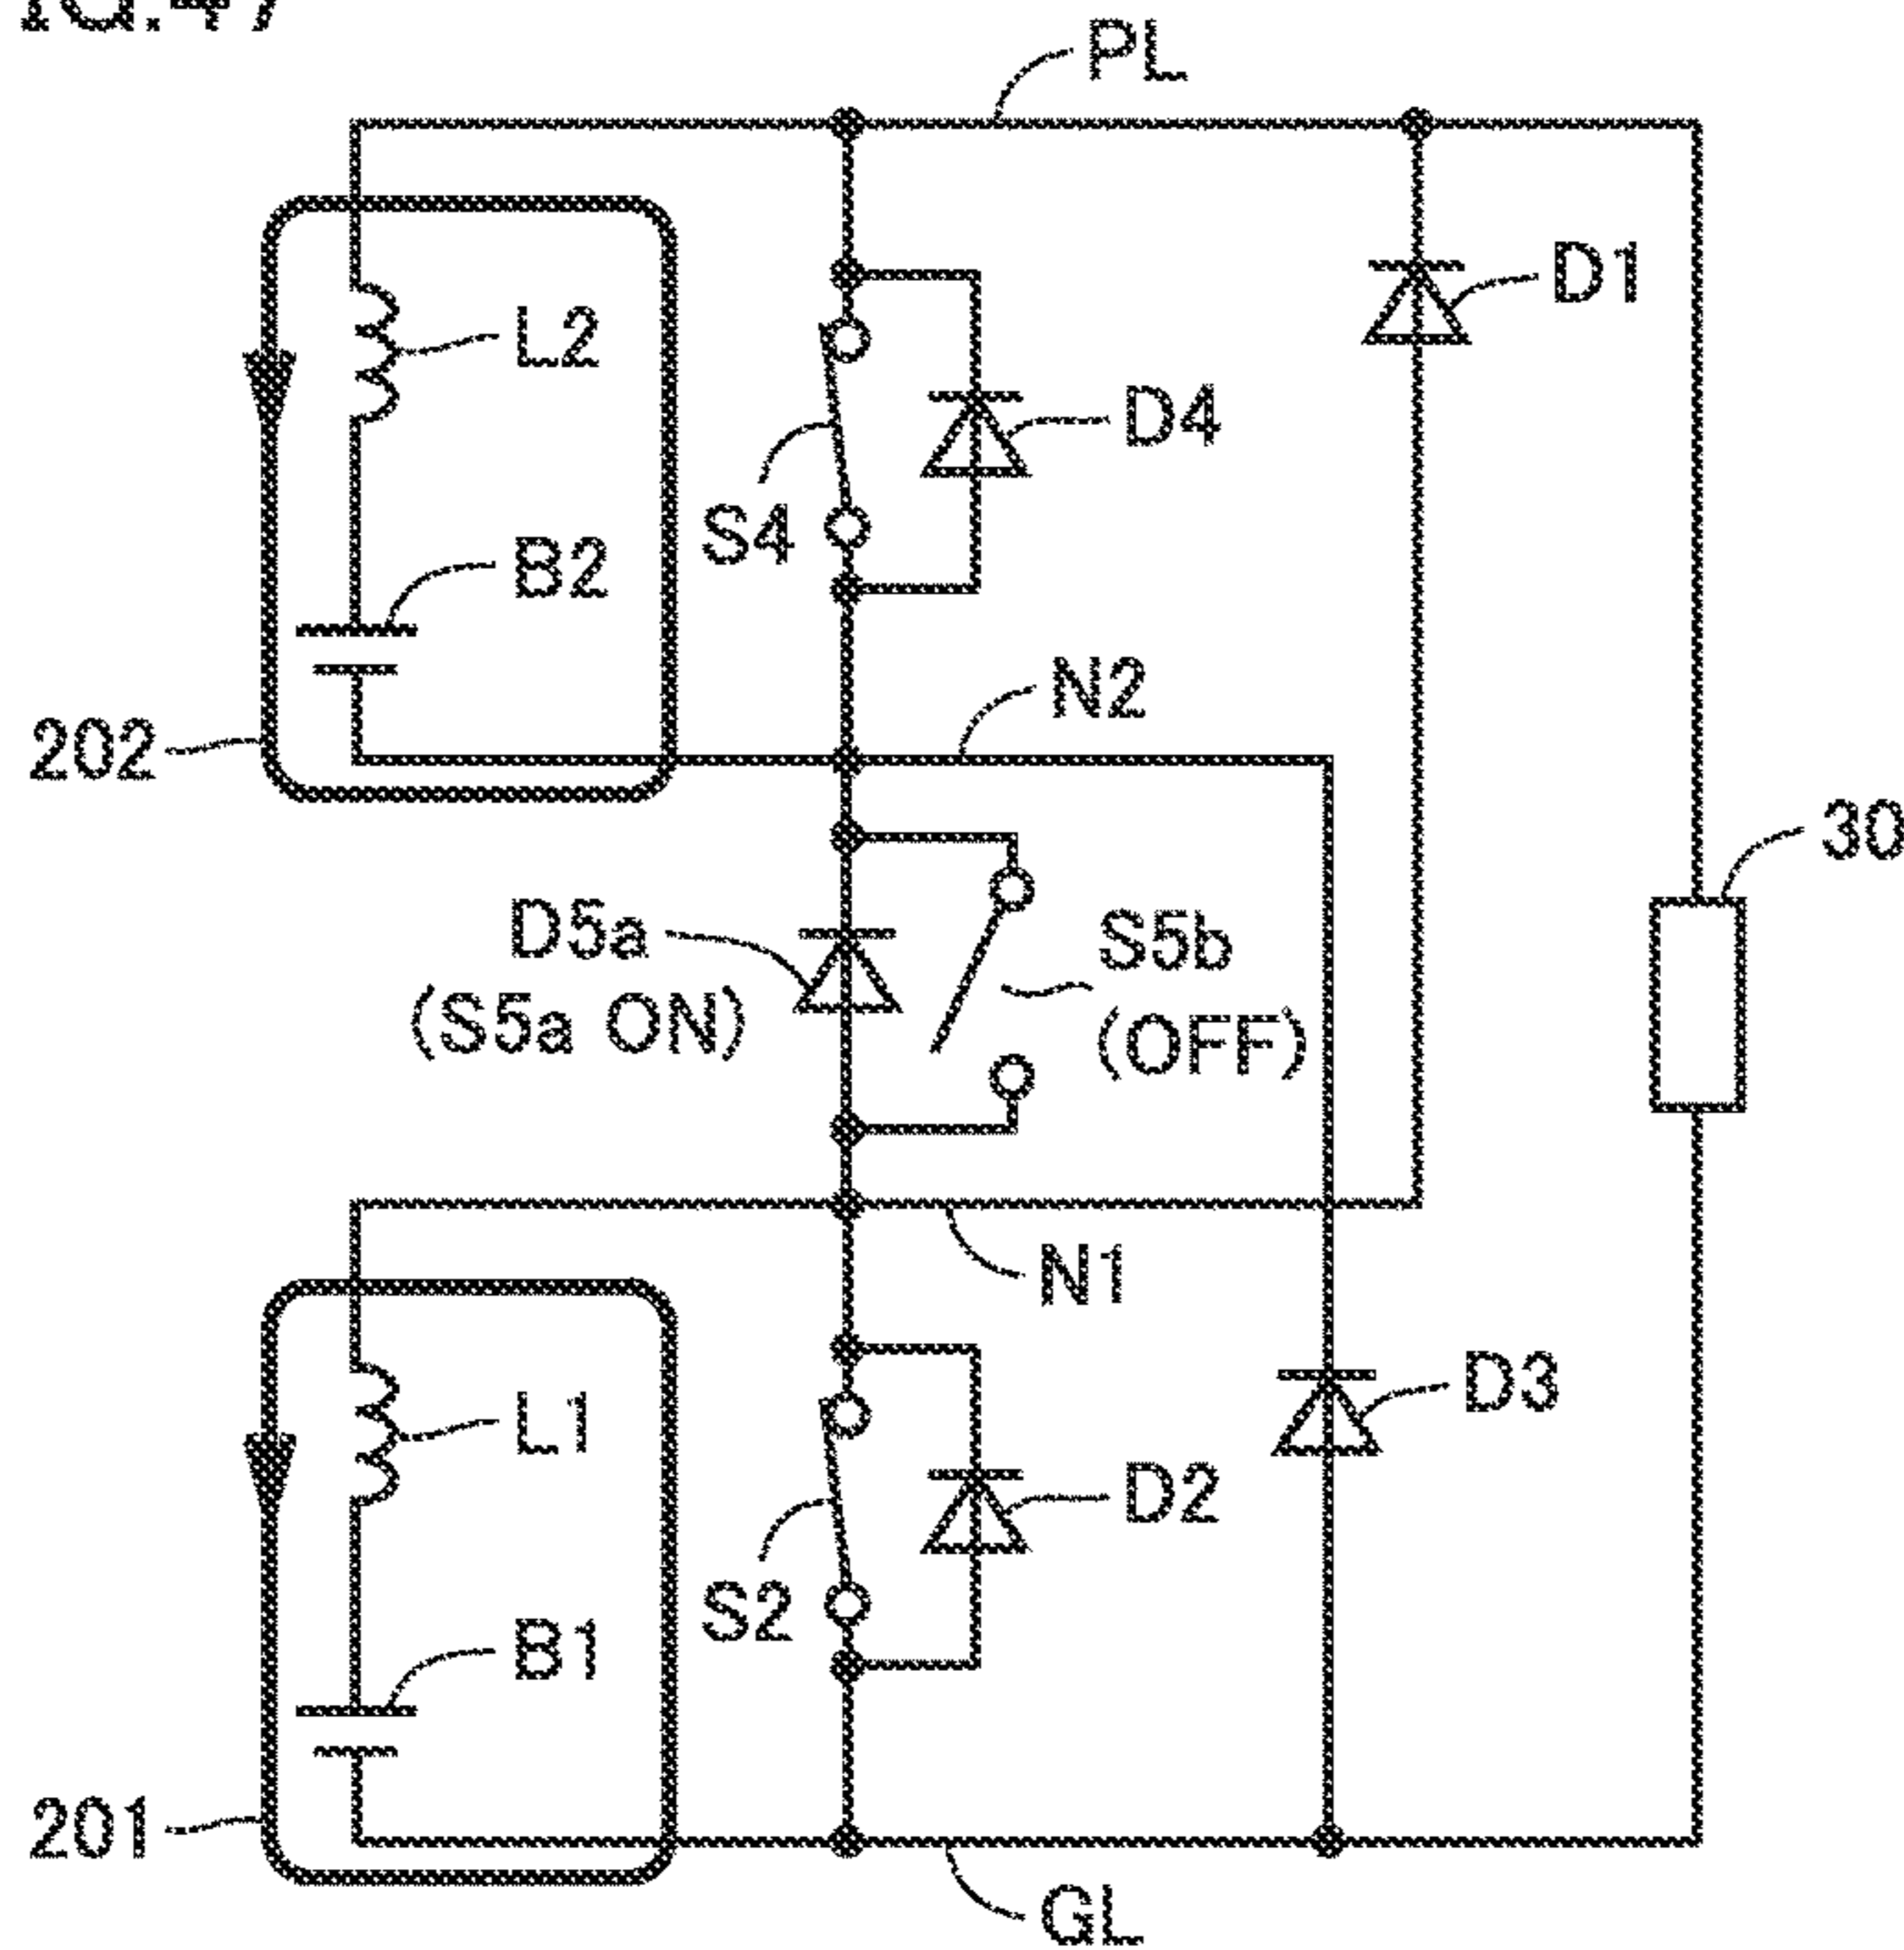 PL
D1
L2
D4
S4
B2
N2
202
30
D5a
(S5a ON)
S5b
(OFF)
N1
L1
D3
D2
S2
B1
201
GL